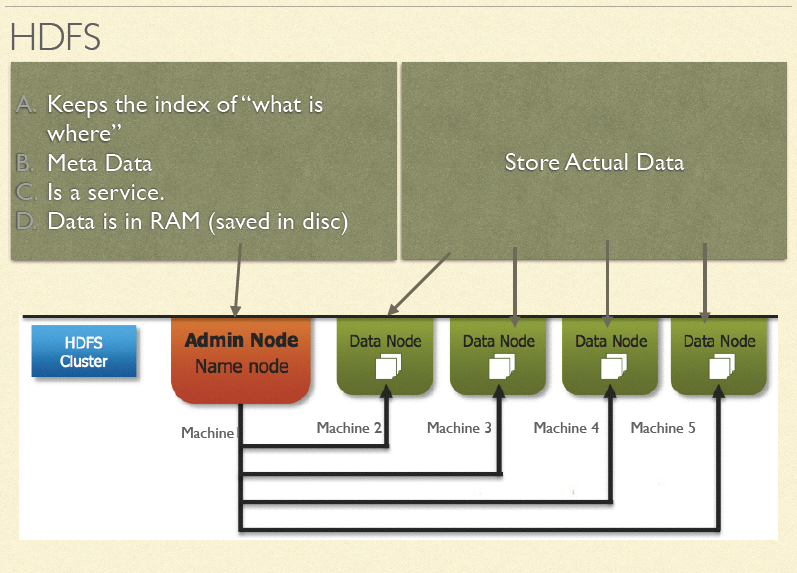 HDFS
A. Keeps the index of “what is
where”
B. Meta Data
C. Is a service.
D. Data is in RAM (saved in disc)
Store Actual Data
HDFS
Cluster
Admin Node
Name node
Data Node
Data Node
Data Node
Data Node
Machine
Machine 2
Machine 3
Machine 4
Machine 5